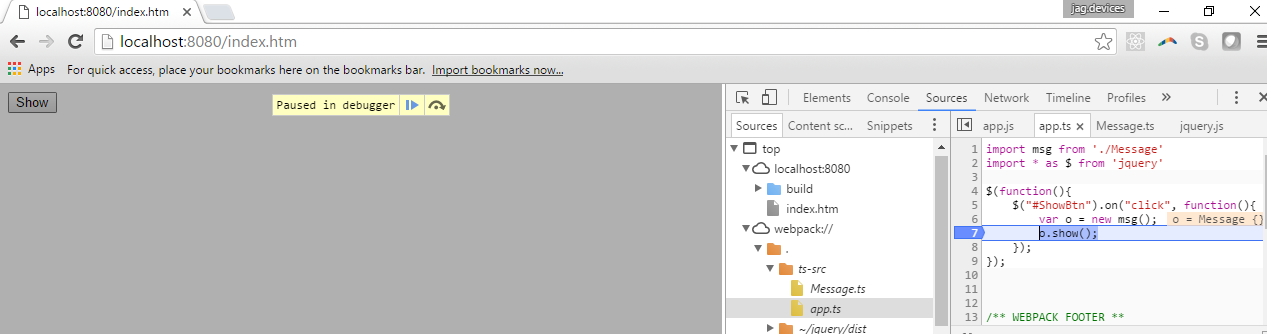 localhost:8080/index.htm
jag.devices
localhost:8080/index.htm
Apps For quick access, place your bookmarks here on the bookmarks bar. Import bookmarks now...
Show
Paused in debugger
Elements Console Sources Network Timeline Profiles »
Sources Content sc... Snippets
top
localhost:8080
build
index.htm
webpack://
.
ts-src
Message.ts
app.ts
~/jquery/dist
app.js app.ts Message.ts jquery.js
1 import msg from './Message'
2 import * as $ from 'jquery'
3
4 $(function(){
5 $("#ShowBtn").on("click", function(){
6 var o = new msg(); o = Message {}
7 o.show();
8 });
9 });
10
11
12
13 /** WEBPACK FOOTER **